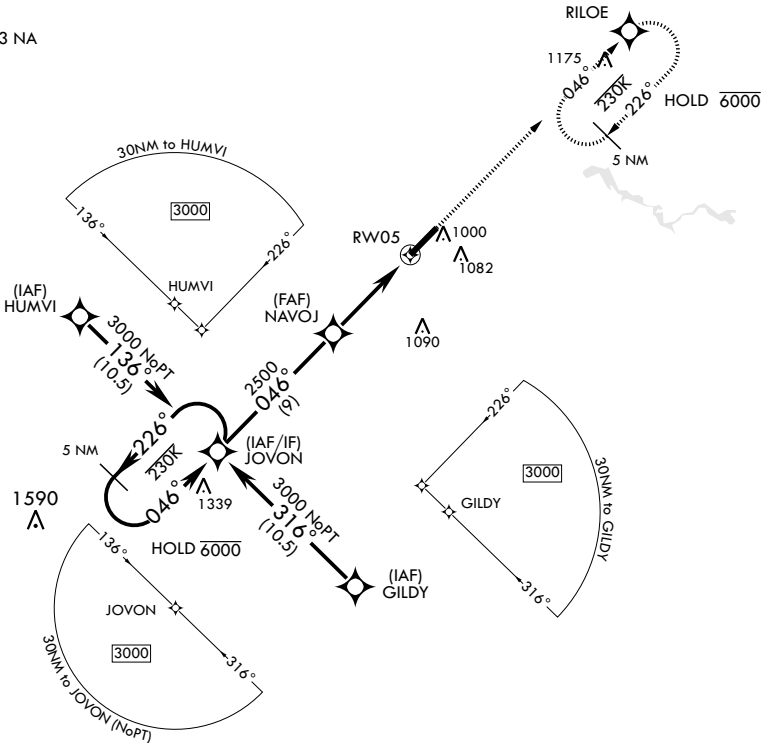 RILOE
3 NA
1175
046°
230K
226°
HOLD 6000
5 NM
30NM to HUMVI
3000
136°
226°
HUMVI
RW05
1000
1082
(IAF)
HUMVI
(FAF)
NAVOJ
1090
3000 NoPT
136°
(10.5)
2500
046°
(9)
226°
5 NM
230K
046°
(IAF/IF)
JOVON
1590
1339
HOLD 6000
3000 NoPT
316°
(10.5)
(IAF)
GILDY
226°
3000
GILDY
30NM to GILDY
316°
136°
JOVON
3000
316°
30NM to JOVON (NoPT)